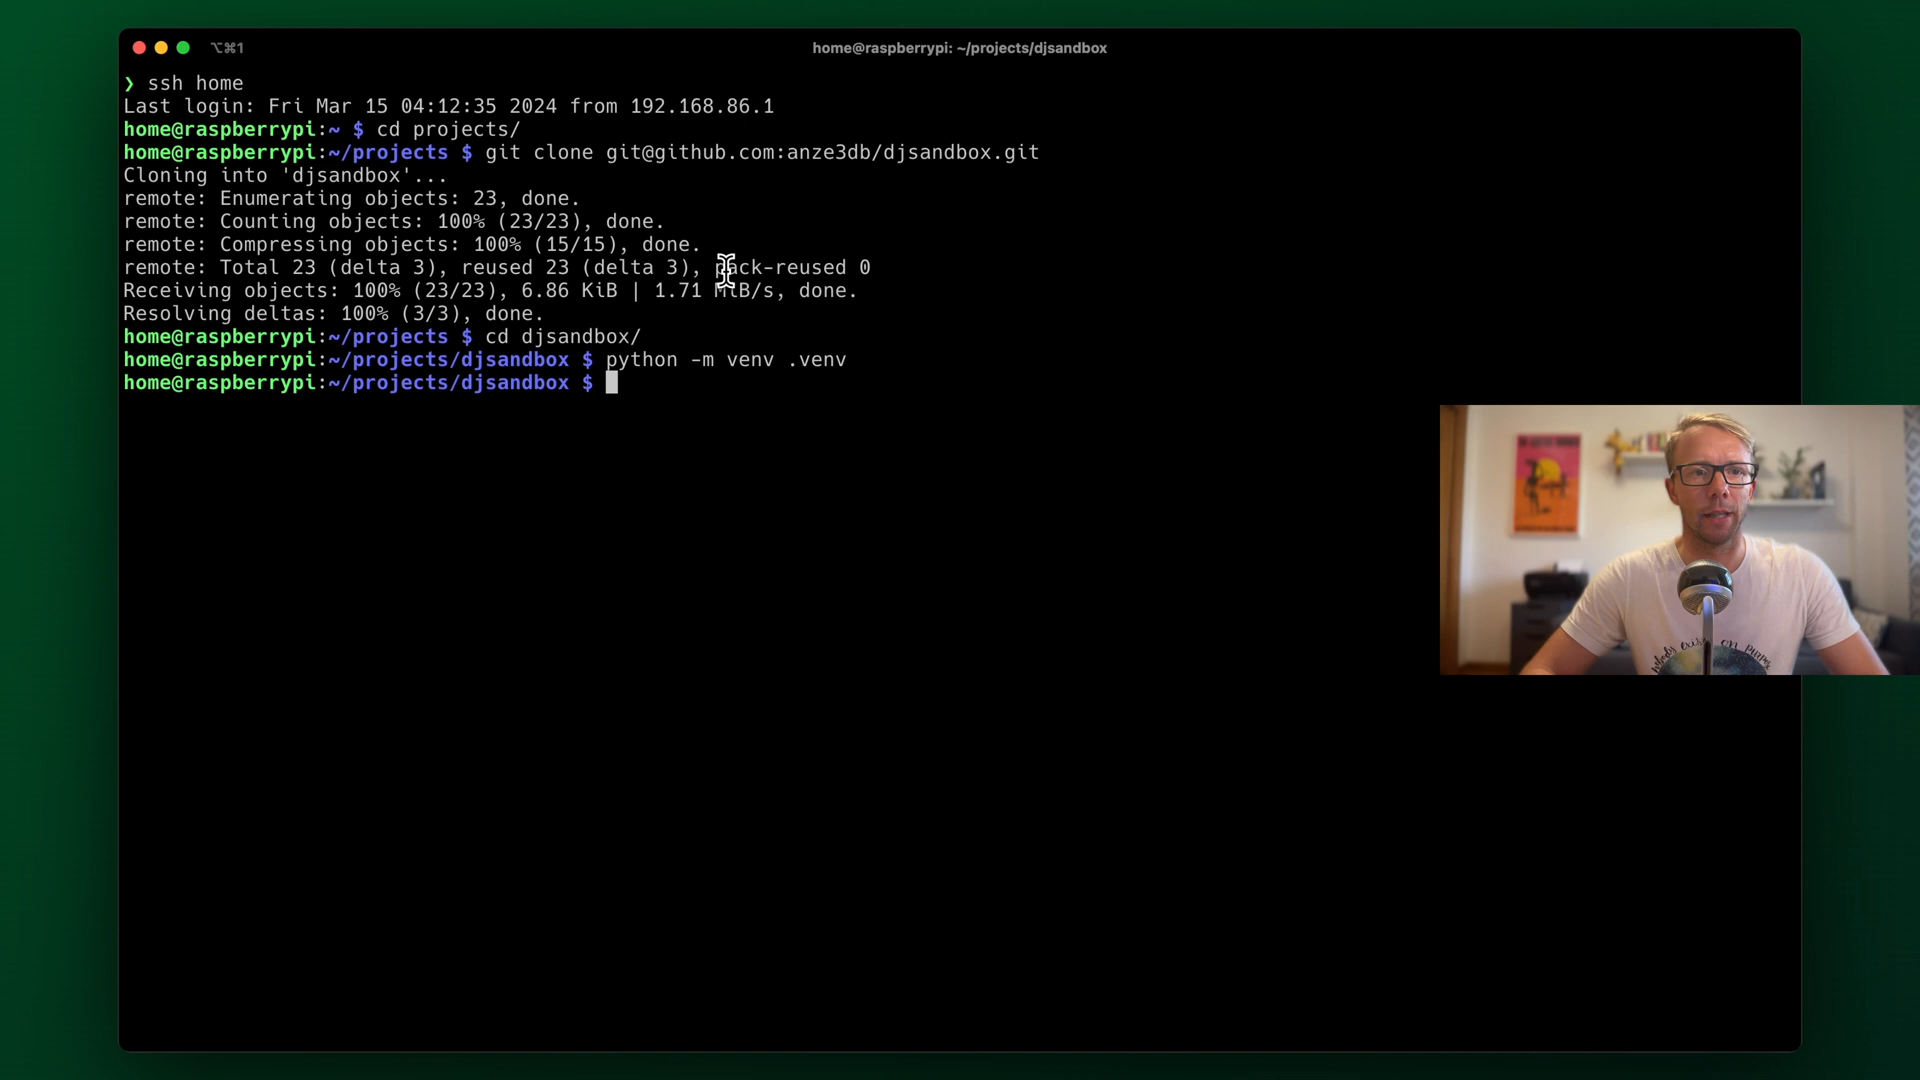 ⌥⌘1
home@raspberrypi: ~/projects/djsandbox
❯ ssh home
Last login: Fri Mar 15 04:12:35 2024 from 192.168.86.1
home@raspberrypi:~ $ cd projects/
home@raspberrypi:~/projects $ git clone git@github.com:anze3db/djsandbox.git
Cloning into 'djsandbox'...
remote: Enumerating objects: 23, done.
remote: Counting objects: 100% (23/23), done.
remote: Compressing objects: 100% (15/15), done.
remote: Total 23 (delta 3), reused 23 (delta 3), pack-reused 0
Receiving objects: 100% (23/23), 6.86 KiB | 1.71 MiB/s, done.
Resolving deltas: 100% (3/3), done.
home@raspberrypi:~/projects $ cd djsandbox/
home@raspberrypi:~/projects/djsandbox $ python -m venv .venv
home@raspberrypi:~/projects/djsandbox $
on purpose